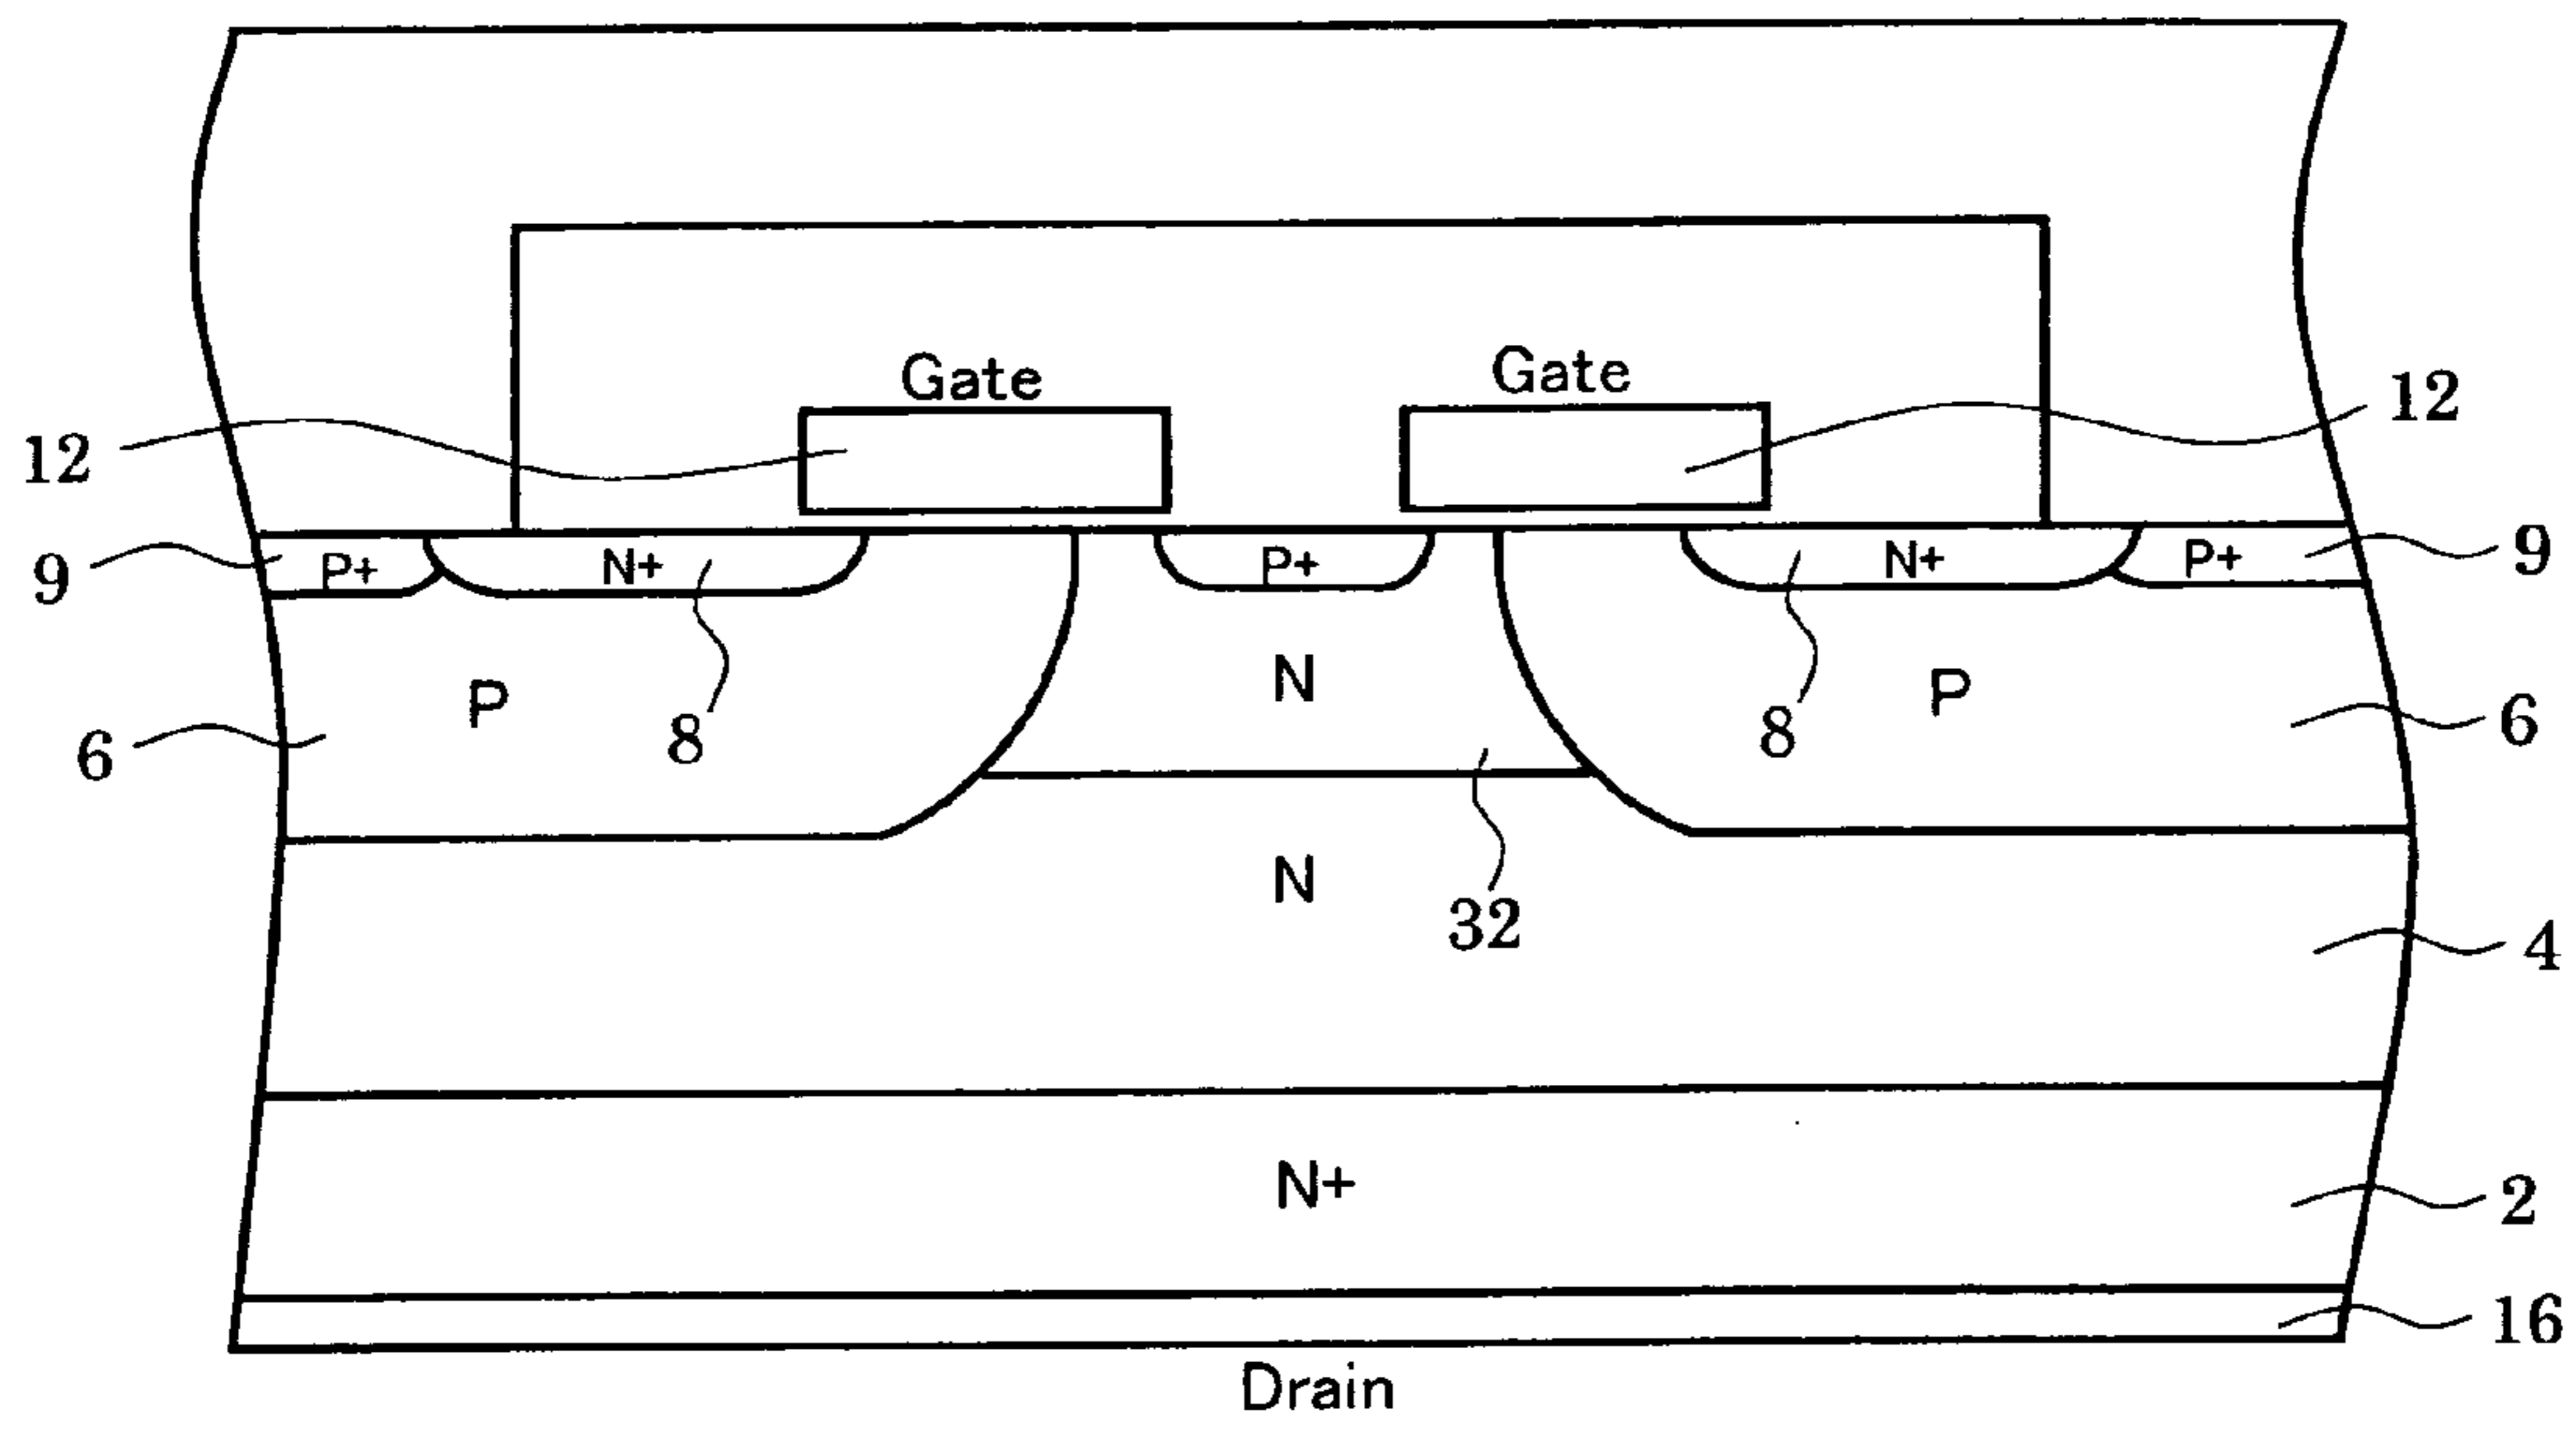 Gate Gate
12 12
9 P+ N+ P+ N+ P+ 9
N
P P
6 8 8 6
N
32
4
N+
2
16
Drain